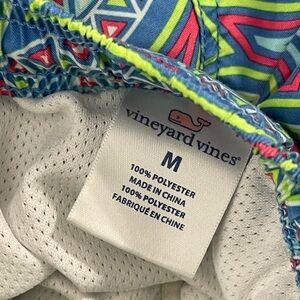 vineyard vines®
M
100% POLYESTER
MADE IN CHINA
100% POLYESTER
FABRIQUÉ EN CHINE